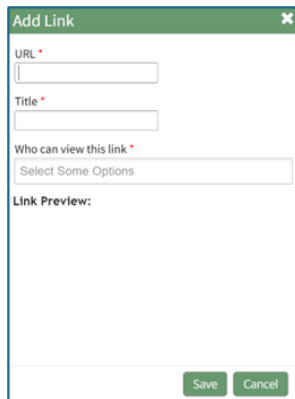 Add Link ×
URL *
Title *
Who can view this link *
Select Some Options
Link Preview:
Save Cancel